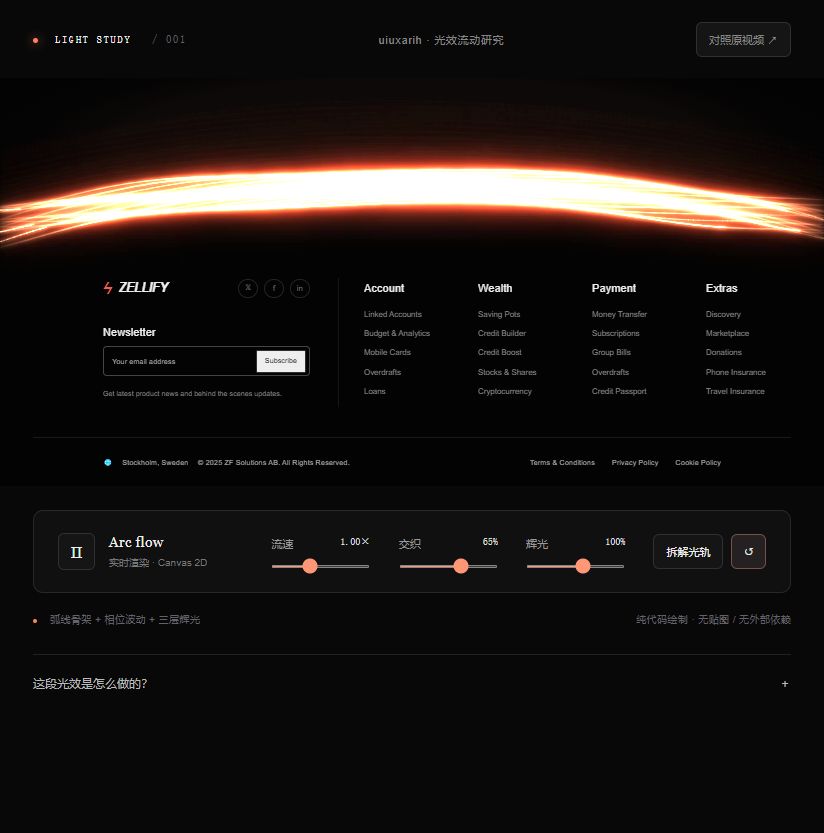 LIGHT STUDY / 001
uiuxarih · 光效流动研究
对照原视频 ↗
ZELLIFY
𝕏 f in
Newsletter
Your email address
Subscribe
Get latest product news and behind the scenes updates.
Account
Linked Accounts
Budget & Analytics
Mobile Cards
Overdrafts
Loans
Wealth
Saving Pots
Credit Builder
Credit Boost
Stocks & Shares
Cryptocurrency
Payment
Money Transfer
Subscriptions
Group Bills
Overdrafts
Credit Passport
Extras
Discovery
Marketplace
Donations
Phone Insurance
Travel Insurance
Stockholm, Sweden © 2025 ZF Solutions AB, All Rights Reserved.
Terms & Conditions Privacy Policy Cookie Policy
Arc flow
实时渲染 · Canvas 2D
流速 1.00×
交织 65%
辉光 100%
拆解光轨
↺
弧线骨架 + 相位波动 + 三层辉光
纯代码绘制 · 无贴图 / 无外部依赖
这段光效是怎么做的?
+